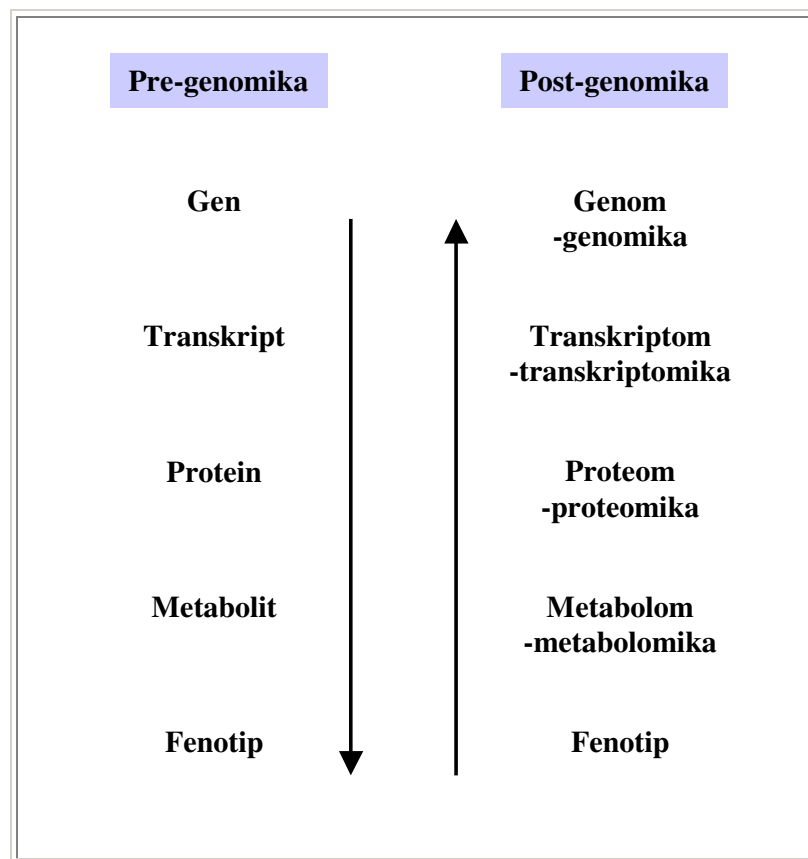 Pre-genomika
Post-genomika
Gen
Genom
-genomika
Transkript
Transkriptom
-transkriptomika
Protein
Proteom
-proteomika
Metabolit
Metabolom
-metabolomika
Fenotip
Fenotip